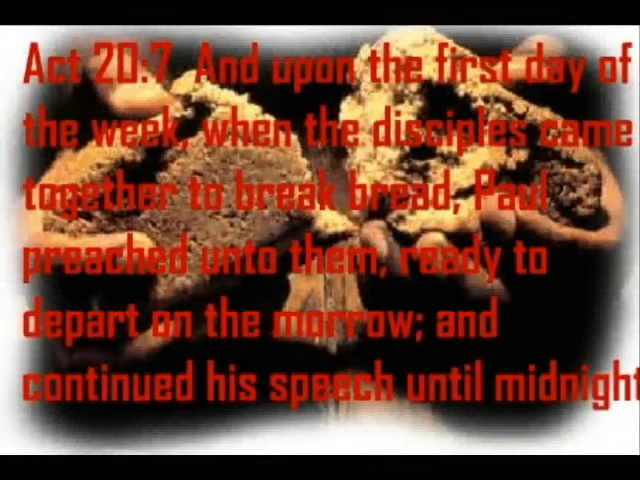 Act 20:7 And upon the first day of
the week, when the disciples came
together to break bread, Paul
preached unto them, ready to
depart on the morrow; and
continued his speech until midnight